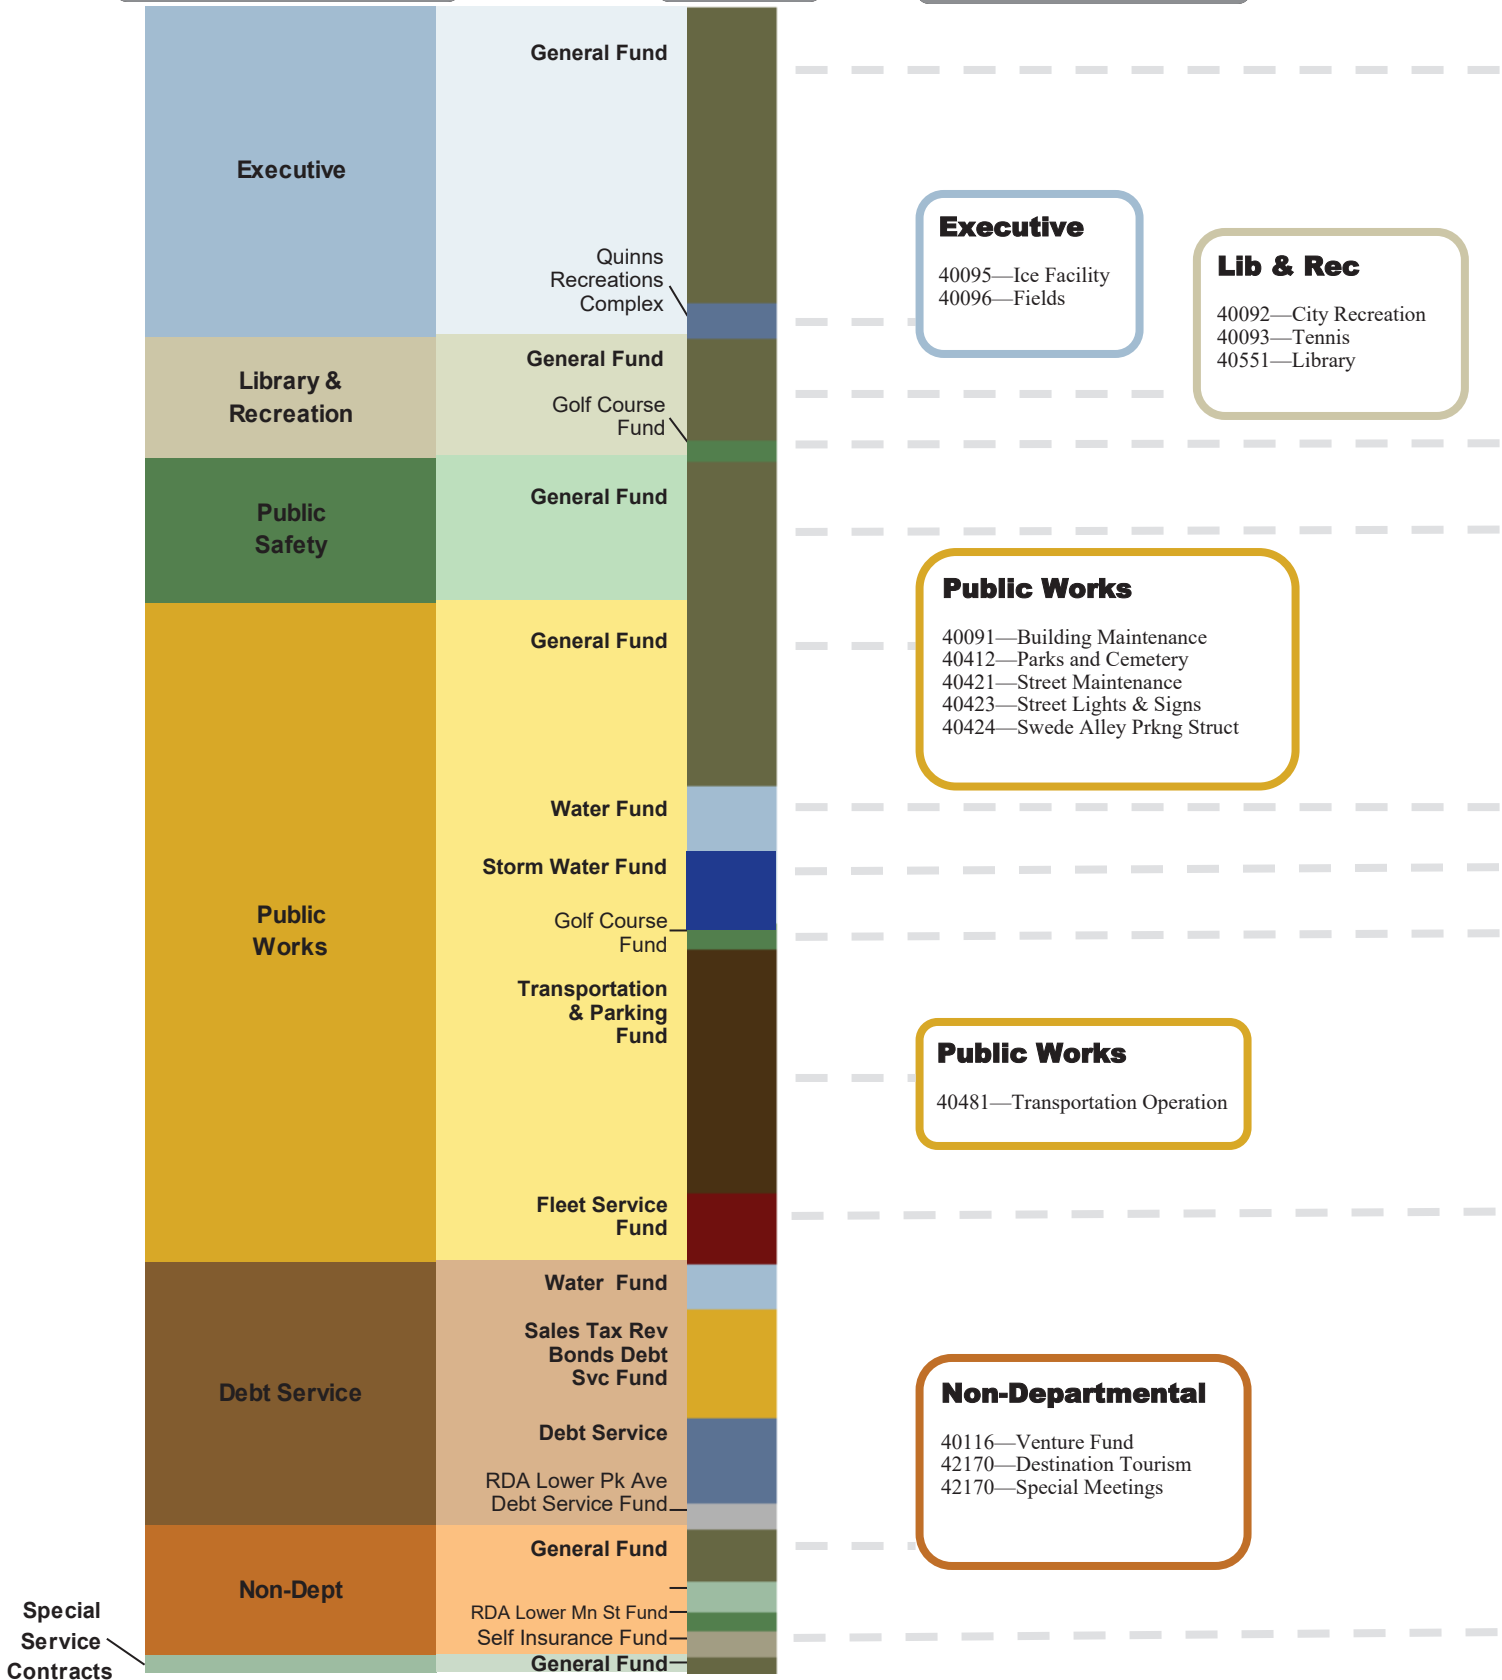 Executive
Library &
Recreation
Public
Safety
Public
Works
Debt Service
Non-Dept
Special
Service
Contracts
General Fund
Quinns
Recreations
Complex
General Fund
Golf Course
Fund
General Fund
General Fund
Water Fund
Storm Water Fund
Golf Course
Fund
Transportation
& Parking
Fund
Fleet Service
Fund
Water  Fund
Sales Tax Rev
Bonds Debt
Svc Fund
Debt Service
RDA Lower Pk Ave
Debt Service Fund
General Fund
RDA Lower Mn St Fund
Self Insurance Fund
General Fund
Executive
40095—Ice Facility
40096—Fields
Lib & Rec
40092—City Recreation
40093—Tennis
40551—Library
Public Works
40091—Building Maintenance
40412—Parks and Cemetery
40421—Street Maintenance
40423—Street Lights & Signs
40424—Swede Alley Prkng Struct
Public Works
40481—Transportation Operation
Non-Departmental
40116—Venture Fund
42170—Destination Tourism
42170—Special Meetings